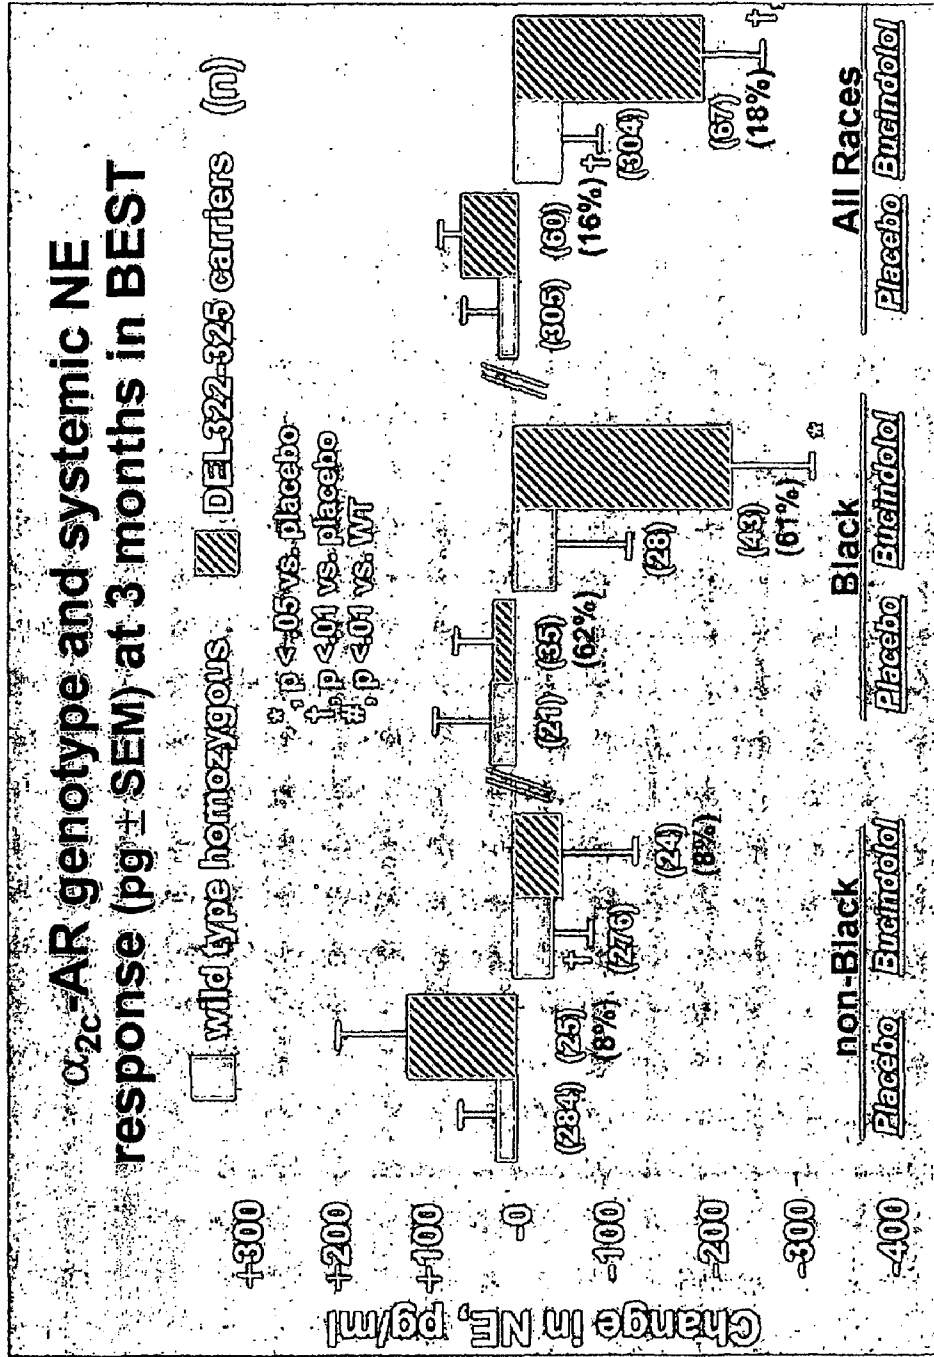 α2c-AR genotype and systemic NE
response (pg ± SEM) at 3 months in BEST
wild type homozygous
DEL322-325 carriers (n)
*, p <.05 vs. placebo
†, p <.01 vs. placebo
#, p <.01 vs. WT
Change in NE, pg/ml
+300
+200
+100
-0
-100
-200
-300
-400
(284)
(25)
(8%)
†
(276)
(24)
(8%)
(21)
(35)
(62%)
(28)
(43)
(61%)
*
(305)
(60)
(16%)
†
(304)
(67)
(18%)
†,
non-Black
Black
All Races
Placebo Bucindolol
Placebo Bucindolol
Placebo Bucindolol